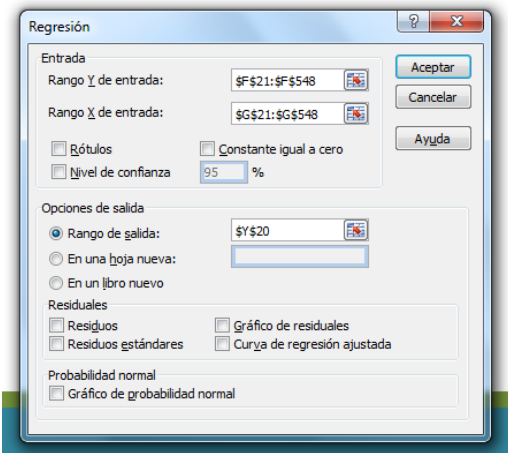 Regresión
Entrada
Rango Y de entrada: $F$21:$F$548
Aceptar
Rango X de entrada: $G$21:$G$548
Cancelar
Ayuda
Rótulos Constante igual a cero
Nivel de confianza 95 %
Opciones de salida
Rango de salida: $Y$20
En una hoja nueva:
En un libro nuevo
Residuales
Residuos Gráfico de residuales
Residuos estándares Curva de regresión ajustada
Probabilidad normal
Gráfico de probabilidad normal